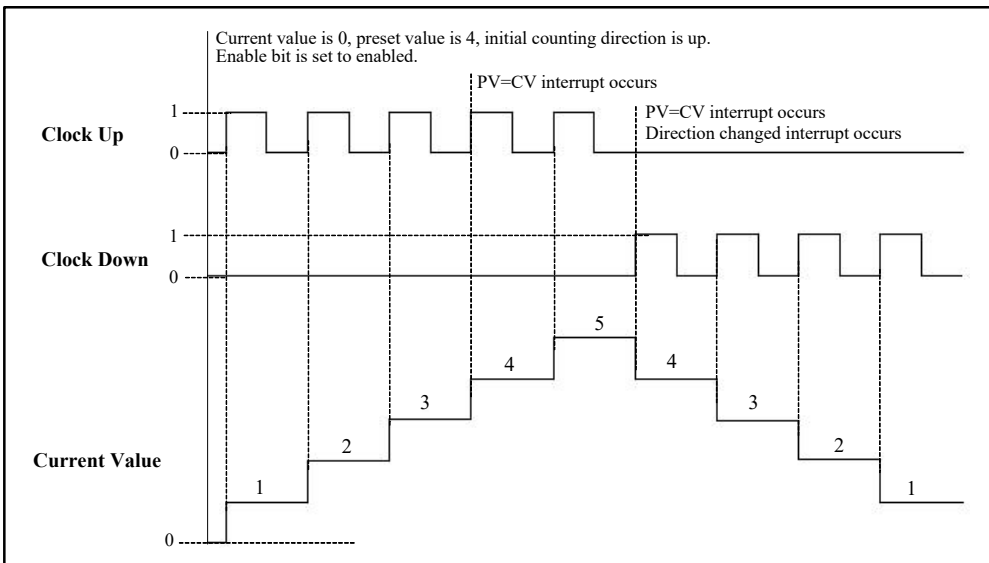 Current value is 0, preset value is 4, initial counting direction is up.
Enable bit is set to enabled.
PV=CV interrupt occurs
PV=CV interrupt occurs
Direction changed interrupt occurs
1
Clock Up
0
1
Clock Down
0
5
4
4
3
3
2
2
Current Value
1
1
0